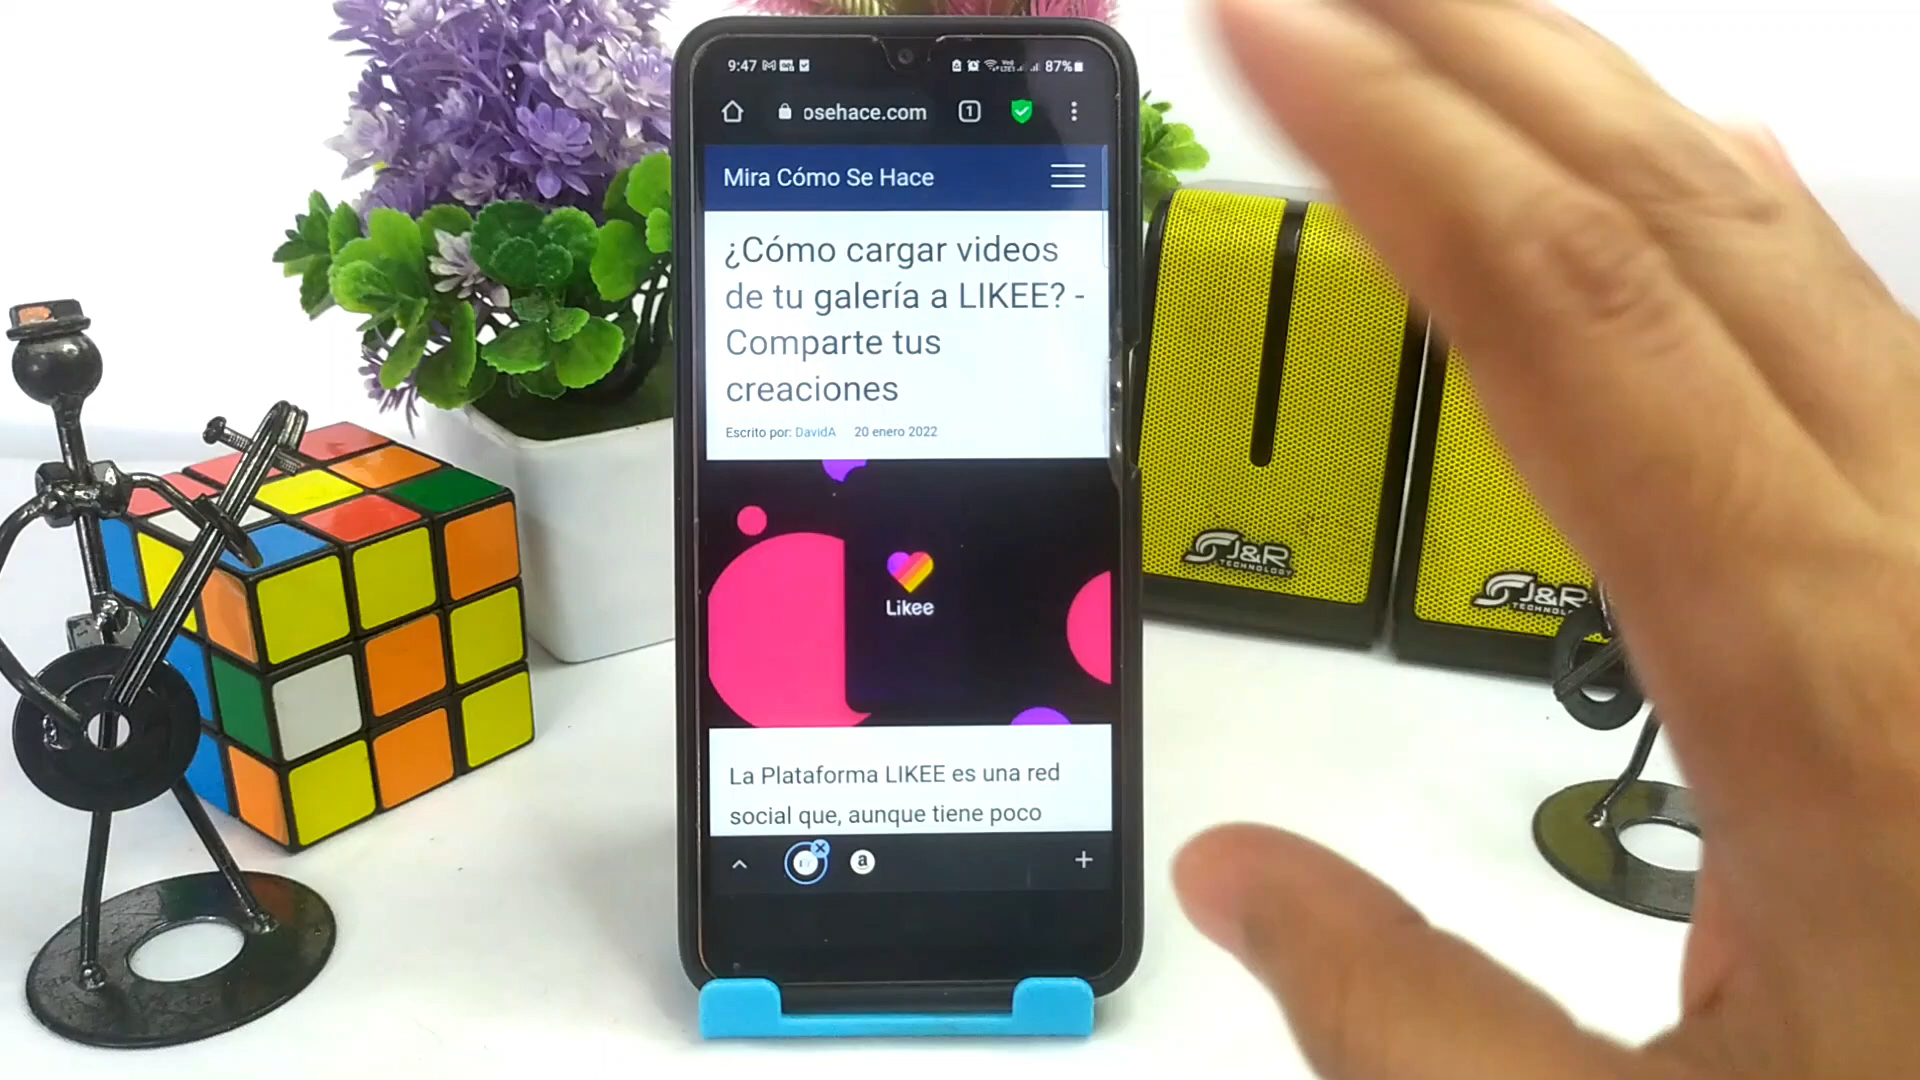 9:47
87%
osehace.com
1
Mira Cómo Se Hace
¿Cómo cargar videos
de tu galería a LIKEE? -
Comparte tus
creaciones
Escrito por: DavidA 20 enero 2022
Likee
La Plataforma LIKEE es una red
social que, aunque tiene poco
a
J&R
TECHNOLOGY
J&R